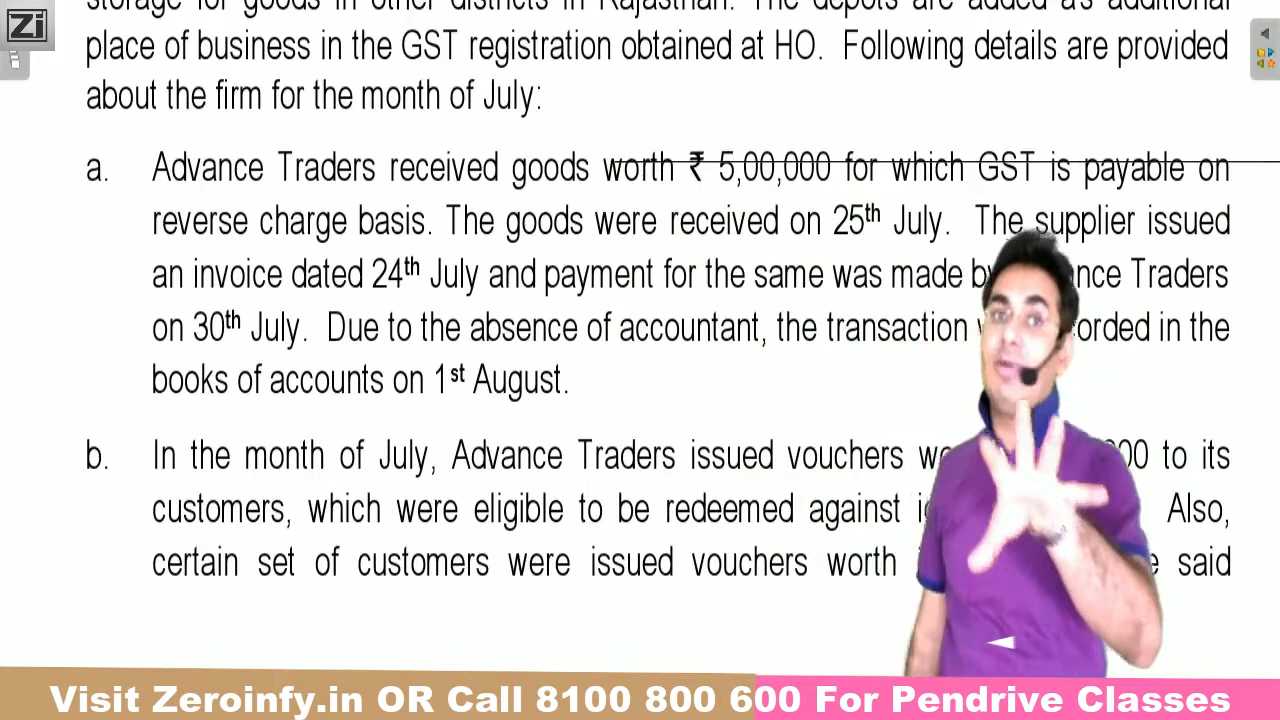 Zi
storage for goods in other districts in Rajasthan. The depots are added as additional
place of business in the GST registration obtained at HO. Following details are provided
about the firm for the month of July:
a. Advance Traders received goods worth ₹ 5,00,000 for which GST is payable on
reverse charge basis. The goods were received on 25th July. The supplier issued
an invoice dated 24th July and payment for the same was made Traders
on 30th July. Due to the absence of accountant, the transaction in the
books of accounts on 1st August.
b. In the month of July, Advance Traders issued vouchers to its
customers, which were eligible to be redeemed against Also,
certain set of customers were issued vouchers worth said
Visit Zeroinfy.in OR Call 8100 800 600 For Pendrive Classes